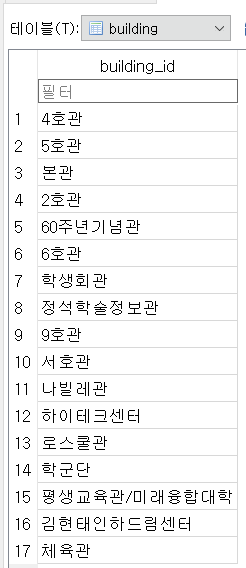 테이블(T): building
building_id
필터
1 4호관
2 5호관
3 본관
4 2호관
5 60주년기념관
6 6호관
7 학생회관
8 정석학술정보관
9 9호관
10 서호관
11 나빌레관
12 하이테크센터
13 로스쿨관
14 학군단
15 평생교육관/미래융합대학
16 김현태인하드림센터
17 체육관